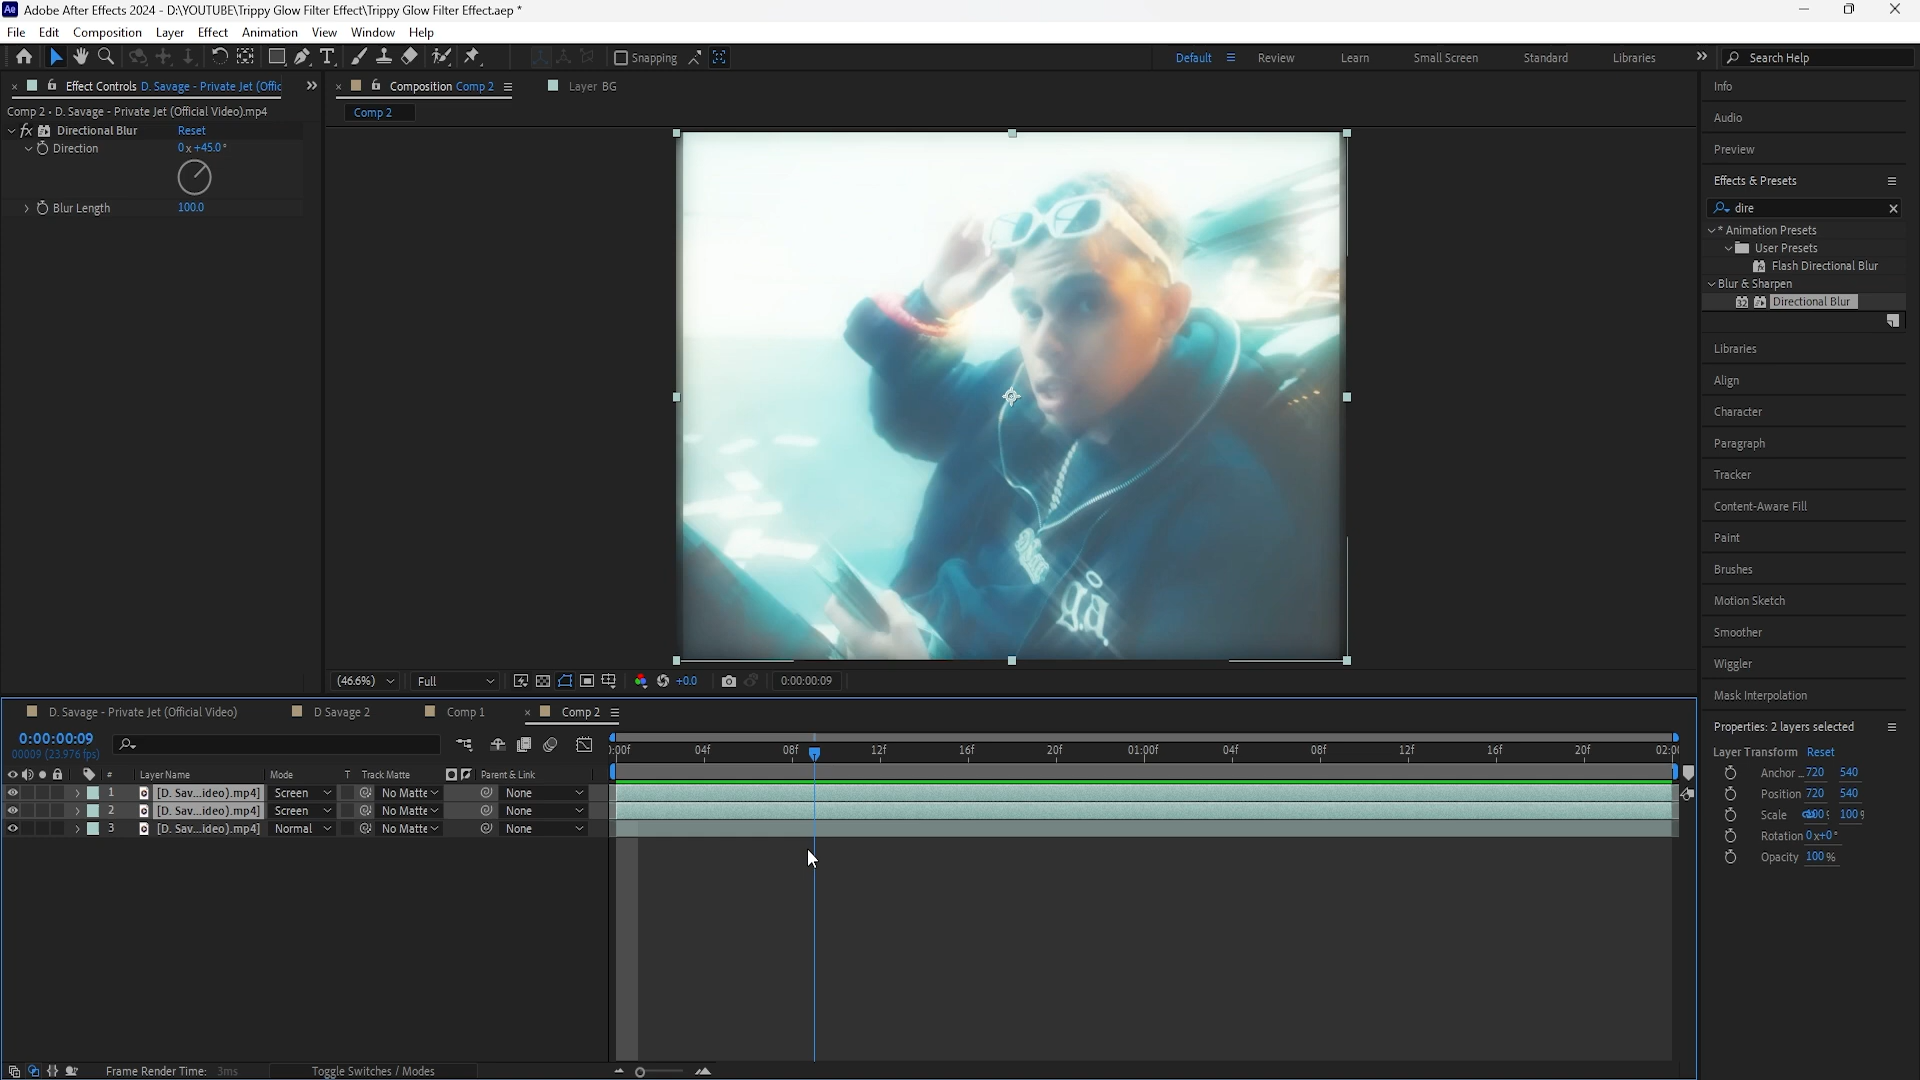 Ae Adobe After Effects 2024 - D:\YOUTUBE\Trippy Glow Filter Effect\Trippy Glow Filter Effect.aep *
File Edit Composition Layer Effect Animation View Window Help
Snapping Default Review Learn Small Screen Standard Libraries Search Help
Effect Controls D. Savage - Private Jet (Offic
Comp 2 • D. Savage - Private Jet (Official Video).mp4
fx Directional Blur Reset
Direction 0x+45.0°
Blur Length 100.0
Composition Comp 2 Layer BG
Comp 2
g.a.
(46.6%) Full +0.0 0:00:00:09
Info
Audio
Preview
Effects & Presets
dire
* Animation Presets
User Presets
Flash Directional Blur
Blur & Sharpen
32 Directional Blur
Libraries
Align
Character
Paragraph
Tracker
Content-Aware Fill
Paint
Brushes
Motion Sketch
Smoother
Wiggler
Mask Interpolation
Properties: 2 layers selected
Layer Transform Reset
Anchor .. 720 540
Position 720 540
Scale 100%
Rotation 0x+0°
Opacity 100%
D. Savage - Private Jet (Official Video) D Savage 2 Comp 1 × Comp 2
0:00:00:09
00009 (23.976 fps)
):00f 04f 08f 12f 16f 20f 01:00f 04f 08f 12f 16f 20f 02:0(
# Layer Name Mode T Track Matte Parent & Link
1 [D. Sav...ideo).mp4] Screen No Matte None
2 [D. Sav...ideo).mp4] Screen No Matte None
3 [D. Sav...ideo).mp4] Normal No Matte None
Frame Render Time: 3ms Toggle Switches / Modes